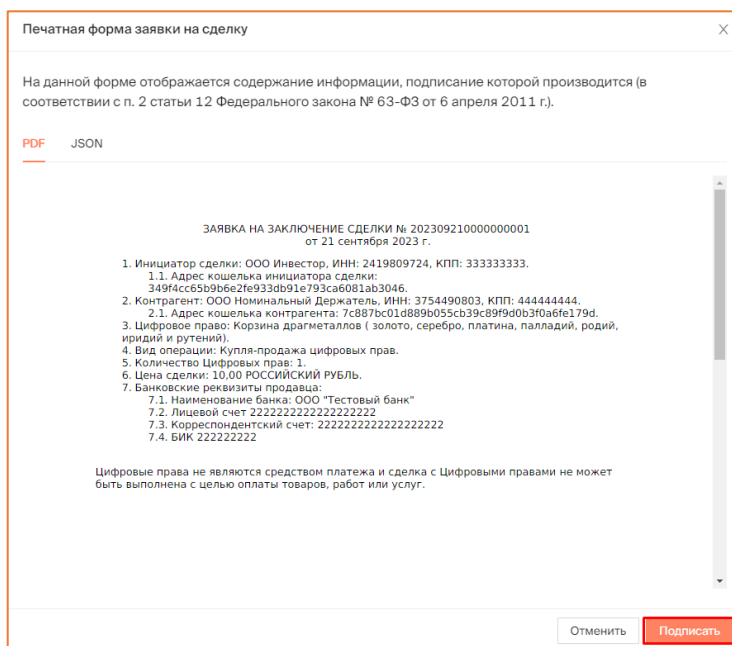 Печатная форма заявки на сделку
На данной форме отображается содержание информации, подписание которой производится (в
соответствии с п. 2 статьи 12 Федерального закона № 63-ФЗ от 6 апреля 2011 г.).
PDF JSON
ЗАЯВКА НА ЗАКЛЮЧЕНИЕ СДЕЛКИ № 202309210000000001
от 21 сентября 2023 г.
1. Инициатор сделки: ООО Инвестор, ИНН: 2419809724, КПП: 333333333.
1.1. Адрес кошелька инициатора сделки:
349f4cc65b9b6e2fe933db91e793ca6081ab3046.
2. Контрагент: ООО Номинальный Держатель, ИНН: 3754490803, КПП: 444444444.
2.1. Адрес кошелька контрагента: 7c887bc01d889b055cb39c89f9d0b3f0a6fe179d.
3. Цифровое право: Корзина драгметаллов ( золото, серебро, платина, палладий, родий,
иридий и рутений).
4. Вид операции: Купля-продажа цифровых прав.
5. Количество Цифровых прав: 1.
6. Цена сделки: 10,00 РОССИЙСКИЙ РУБЛЬ.
7. Банковские реквизиты продавца:
7.1. Наименование банка: ООО "Тестовый банк"
7.2. Лицевой счет 22222222222222222222
7.3. Корреспондентский счет: 22222222222222222222
7.4. БИК 222222222
Цифровые права не являются средством платежа и сделка с Цифровыми правами не может
быть выполнена с целью оплаты товаров, работ или услуг.
Отменить Подписать